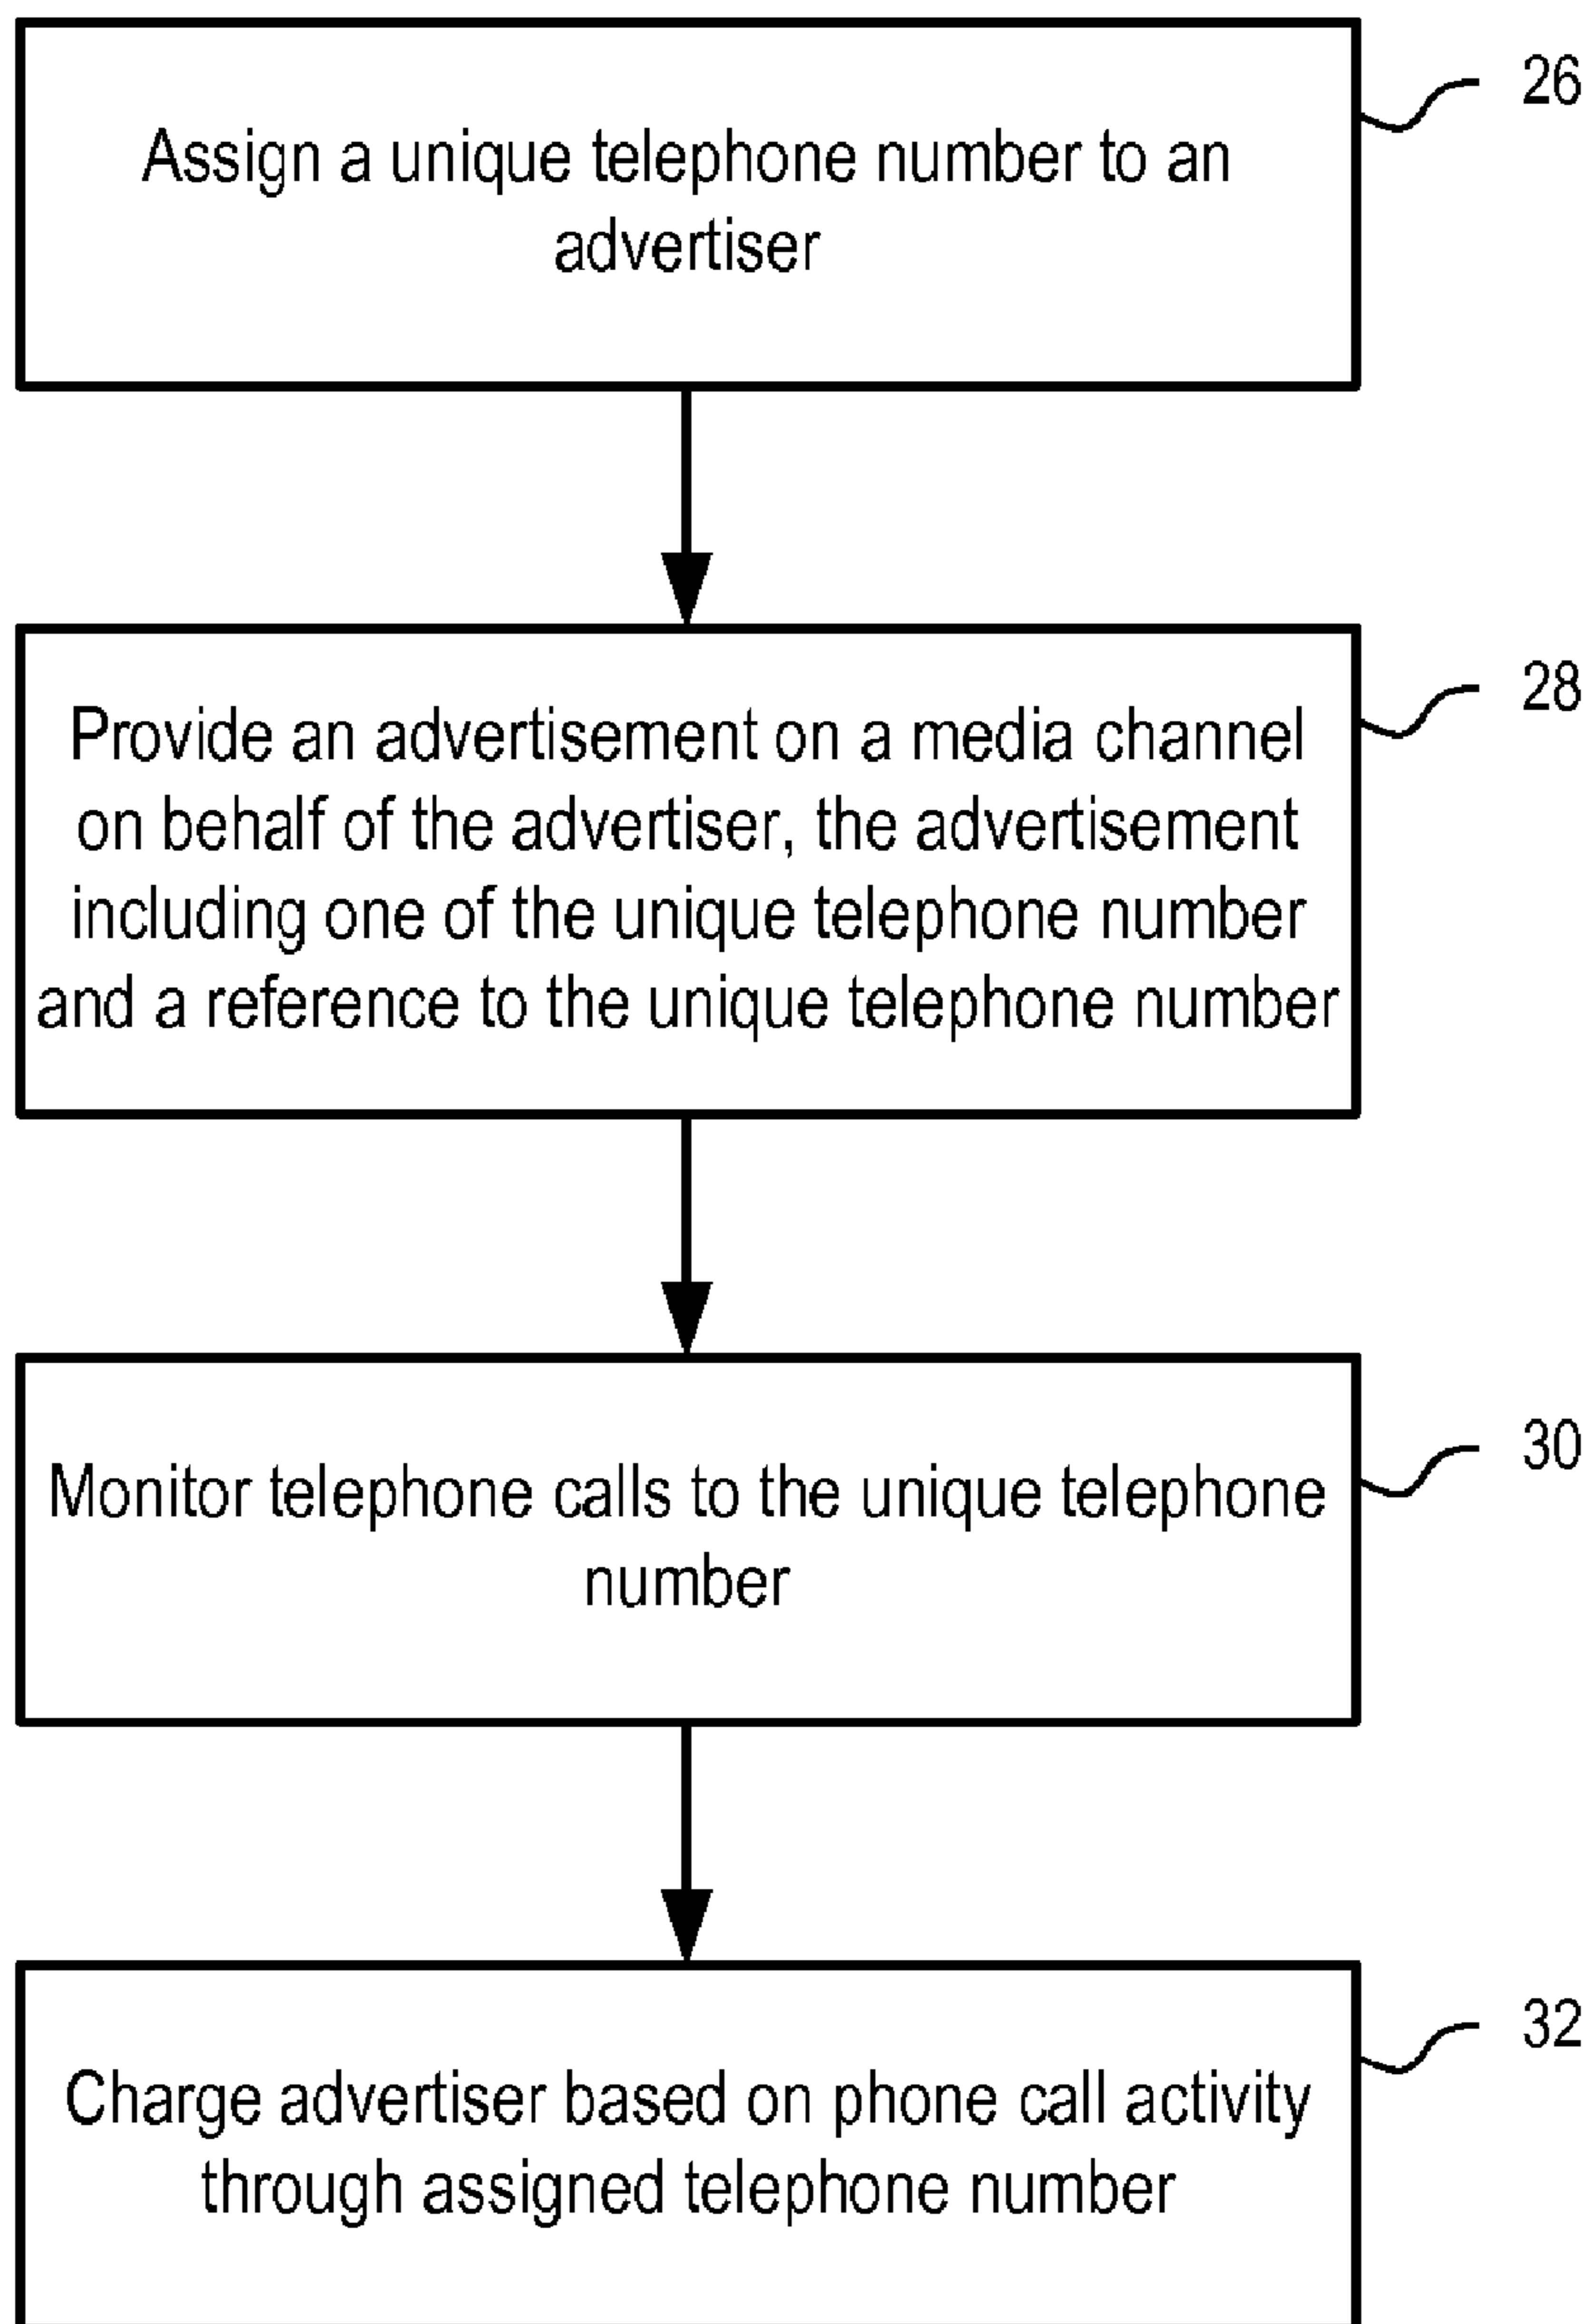 26
Assign a unique telephone number to an
advertiser
28
Provide an advertisement on a media channel
on behalf of the advertiser, the advertisement
including one of the unique telephone number
and a reference to the unique telephone number
30
Monitor telephone calls to the unique telephone
number
32
Charge advertiser based on phone call activity
through assigned telephone number